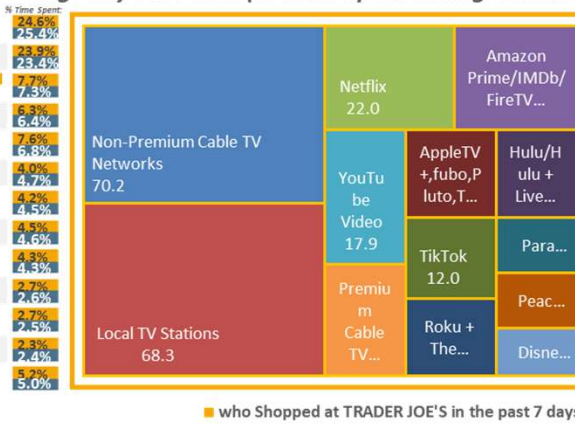 % Time Spent:
24.6%
25.4%
23.9%
23.4%
7.7%
7.3%
6.3%
6.4%
7.6%
6.8%
4.0%
4.7%
4.2%
4.5%
4.5%
4.6%
4.3%
4.3%
2.7%
2.6%
2.7%
2.5%
2.3%
2.4%
5.2%
5.0%
Non-Premium Cable TV
Networks
70.2
Local TV Stations
68.3
Netflix
22.0
Amazon
Prime/IMDb/
FireTV...
YouTu
be
Video
17.9
AppleTV
+,fubo,P
luto,T...
Hulu/H
ulu +
Live...
Premiu
m
Cable
TV...
TikTok
12.0
Roku +
The...
Para...
Peac...
Disne...
who Shopped at TRADER JOE'S in the past 7 days